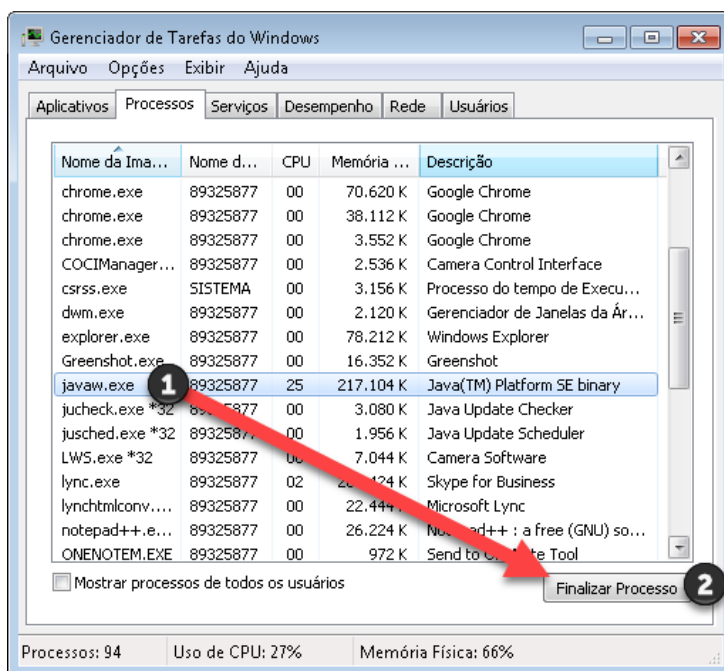 Gerenciador de Tarefas do Windows
Arquivo Opções Exibir Ajuda
Aplicativos Processos Serviços Desempenho Rede Usuários
Nome da Ima... Nome d... CPU Memória ... Descrição
chrome.exe 89325877 00 70.620 K Google Chrome
chrome.exe 89325877 00 38.112 K Google Chrome
chrome.exe 89325877 00 3.552 K Google Chrome
COCIManager... 89325877 00 2.536 K Camera Control Interface
csrss.exe SISTEMA 00 3.156 K Processo do tempo de Execu...
dwm.exe 89325877 00 2.120 K Gerenciador de Janelas da Ár...
explorer.exe 89325877 00 78.212 K Windows Explorer
Greenshot.exe 89325877 00 16.352 K Greenshot
javaw.exe 1 89325877 25 217.104 K Java(TM) Platform SE binary
jucheck.exe *32 00 3.080 K Java Update Checker
jusched.exe *32 89325877 00 1.956 K Java Update Scheduler
LWS.exe *32 89325877 7.044 K Camera Software
lync.exe 89325877 02 Skype for Business
lynchtmlconv.... 89325877 00 22.444 K Microsoft Lync
notepad++.e... 89325877 00 26.224 K : a free (GNU) so...
ONENOTEM.EXE 89325877 00 972 K Send to Tool
Mostrar processos de todos os usuários
Finalizar Processo 2
Processos: 94 Uso de CPU: 27% Memória Física: 66%